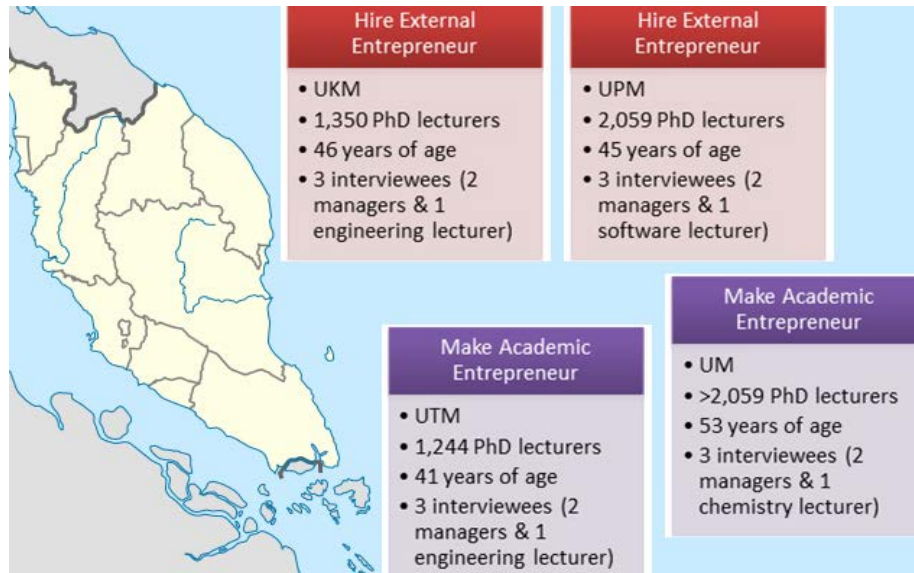 Hire External
Entrepreneur
• UKM
• 1,350 PhD lecturers
• 46 years of age
• 3 interviewees (2
managers & 1
engineering lecturer)
Hire External
Entrepreneur
• UPM
• 2,059 PhD lecturers
• 45 years of age
• 3 interviewees (2
managers & 1
software lecturer)
Make Academic
Entrepreneur
• UTM
• 1,244 PhD lecturers
• 41 years of age
• 3 interviewees (2
managers & 1
engineering lecturer)
Make Academic
Entrepreneur
• UM
• >2,059 PhD lecturers
• 53 years of age
• 3 interviewees (2
managers & 1
chemistry lecturer)